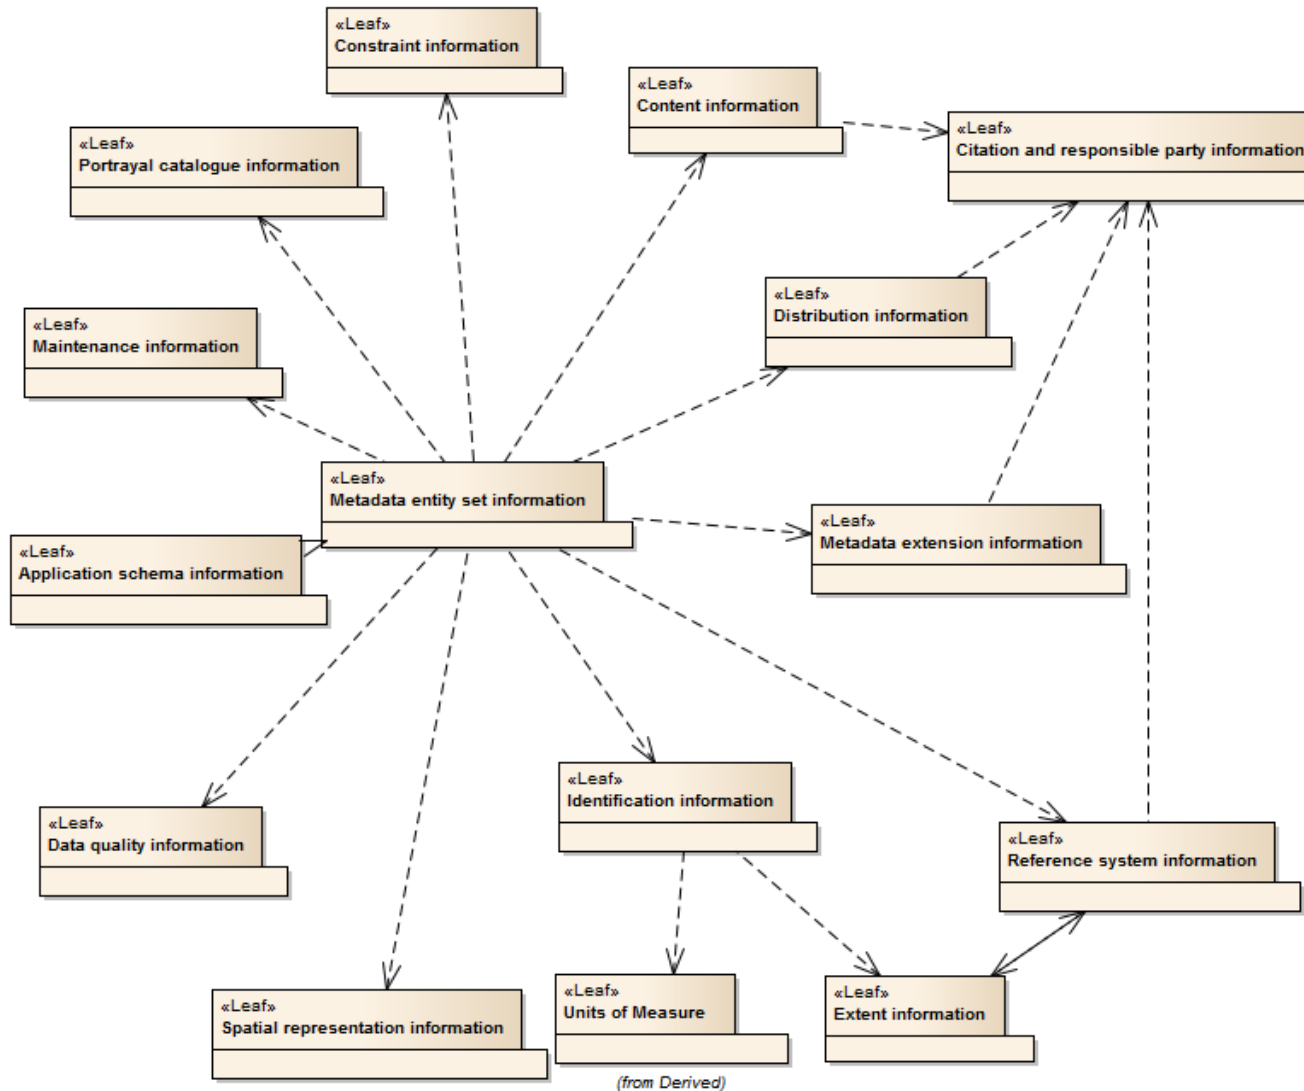 «Leaf»
Constraint information
«Leaf»
Content information
«Leaf»
Citation and responsible party information
«Leaf»
Portrayal catalogue information
«Leaf»
Distribution information
«Leaf»
Maintenance information
«Leaf»
Metadata entity set information
«Leaf»
Metadata extension information
«Leaf»
Application schema information
«Leaf»
Identification information
«Leaf»
Data quality information
«Leaf»
Reference system information
«Leaf»
Spatial representation information
«Leaf»
Units of Measure
(from Derived)
«Leaf»
Extent information